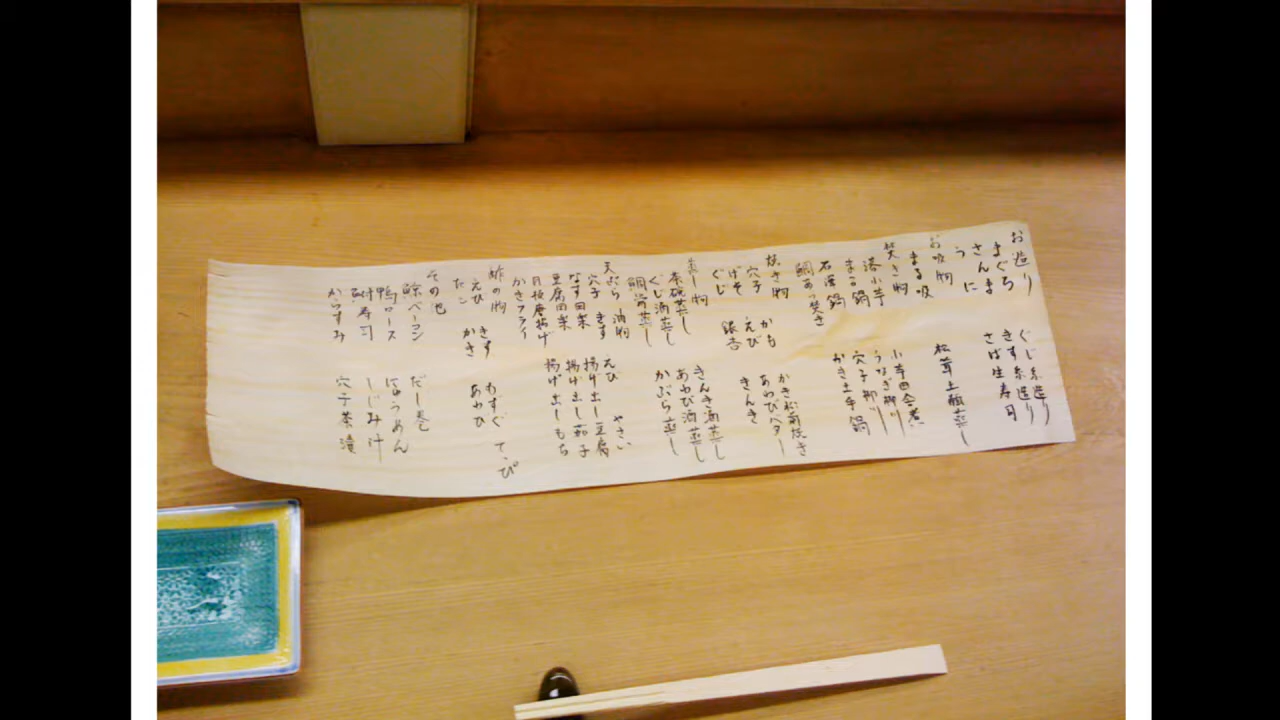 お造り
まぐろ ぐじ糸造り
さんま きす糸造り
うに さば生寿司
お吸物
まる吸 松茸土瓶蒸し
焚き物
湯小芋 小芋田舎煮
まる鍋 うなぎ柳川
石澤鍋 穴子柳川
鯛あら焚き かき土手鍋
焼き物
穴子 かも かき松前焼き
げそ えび あわびバター
ぐじ 銀杏 きんき
蒸し物
茶碗蒸し きんき酒蒸し
ぐじ酒蒸し あわび酒蒸し
鯛骨蒸し かぶら蒸し
天ぷら 油物
穴子 きす えび やさい
なす田楽 揚げ出し豆腐
豆腐田楽 揚げ出し茄子
丹波唐揚げ 揚げ出しもち
かきフライ
酢の物
えび きす もずく てっぴ
たこ かき あわび
その他
鯨ベーコン だし巻
鴨ロース にゅうめん
寿司 しじみ汁
からすみ 穴子茶漬